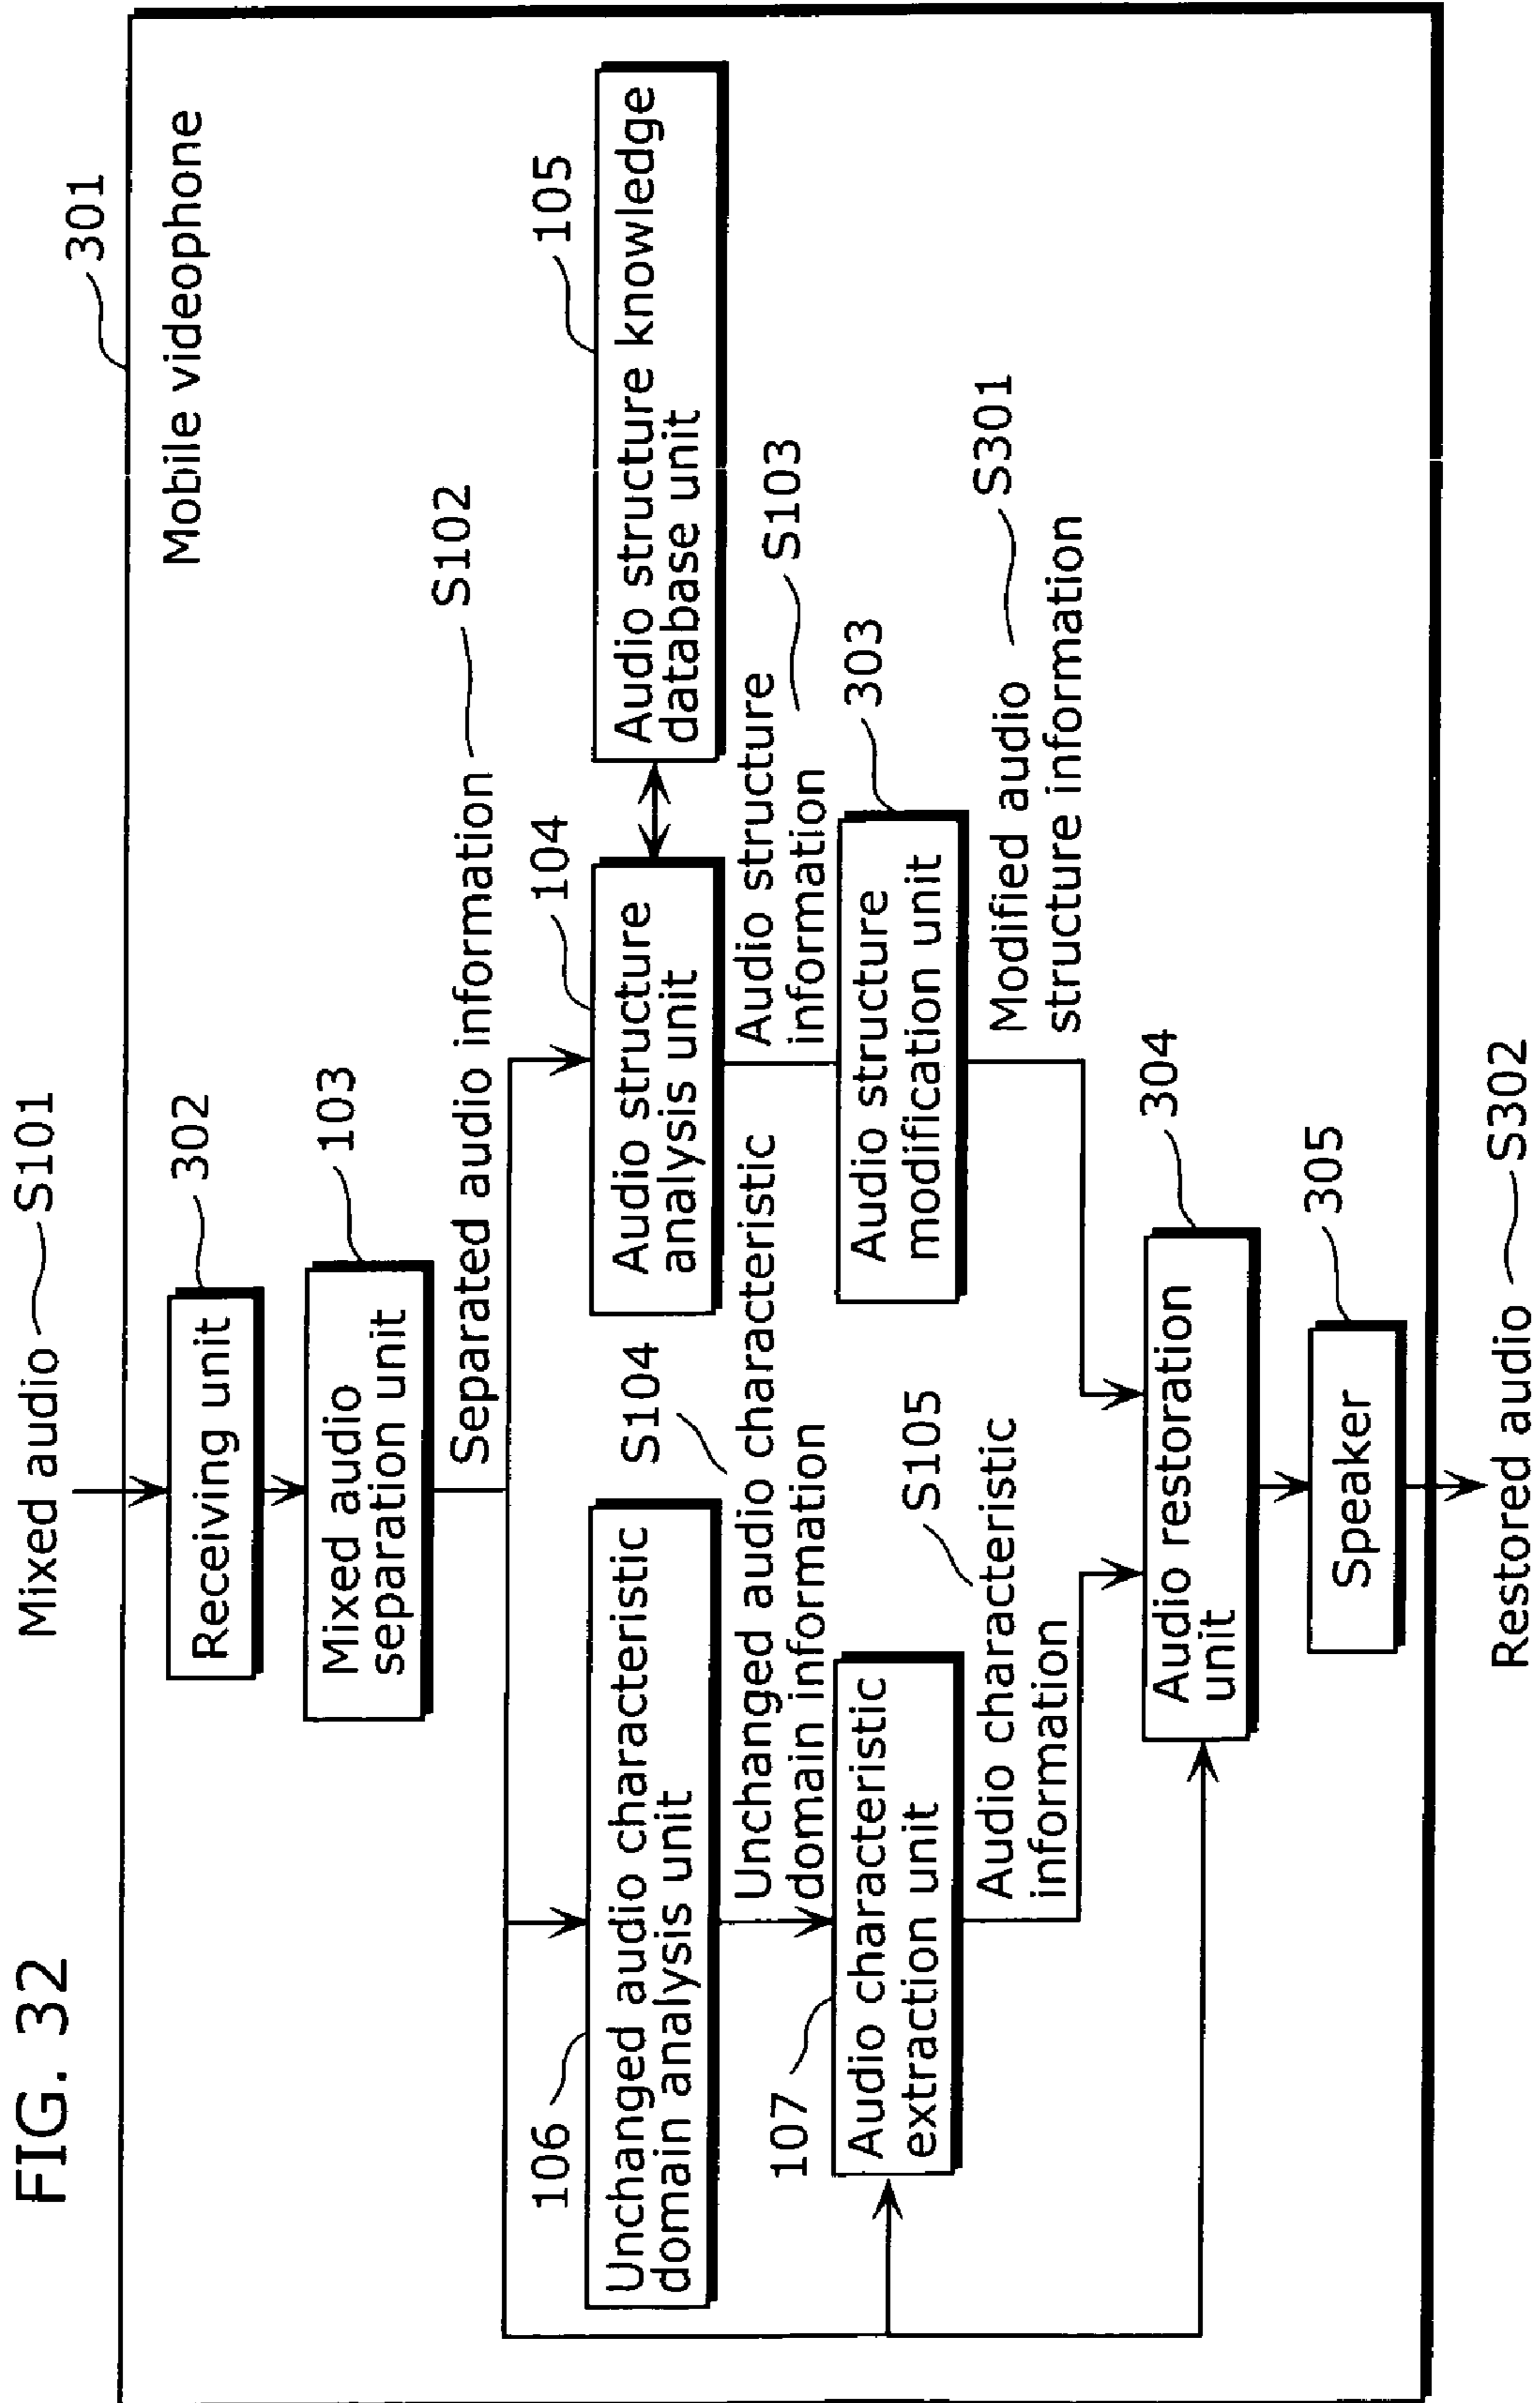 FIG. 32
Mixed audio S101
301
Mobile videophone
302
Receiving unit
103
Mixed audio
separation unit
Separated audio information S102
106
Unchanged audio characteristic
domain analysis unit
104
Audio structure
analysis unit
105
Audio structure knowledge
database unit
S104
Unchanged audio characteristic
domain information
Audio structure
information
S103
107
Audio characteristic
extraction unit
303
Audio structure
modification unit
S105
Audio characteristic
information
Modified audio
structure information
S301
304
Audio restoration
unit
305
Speaker
Restored audio S302